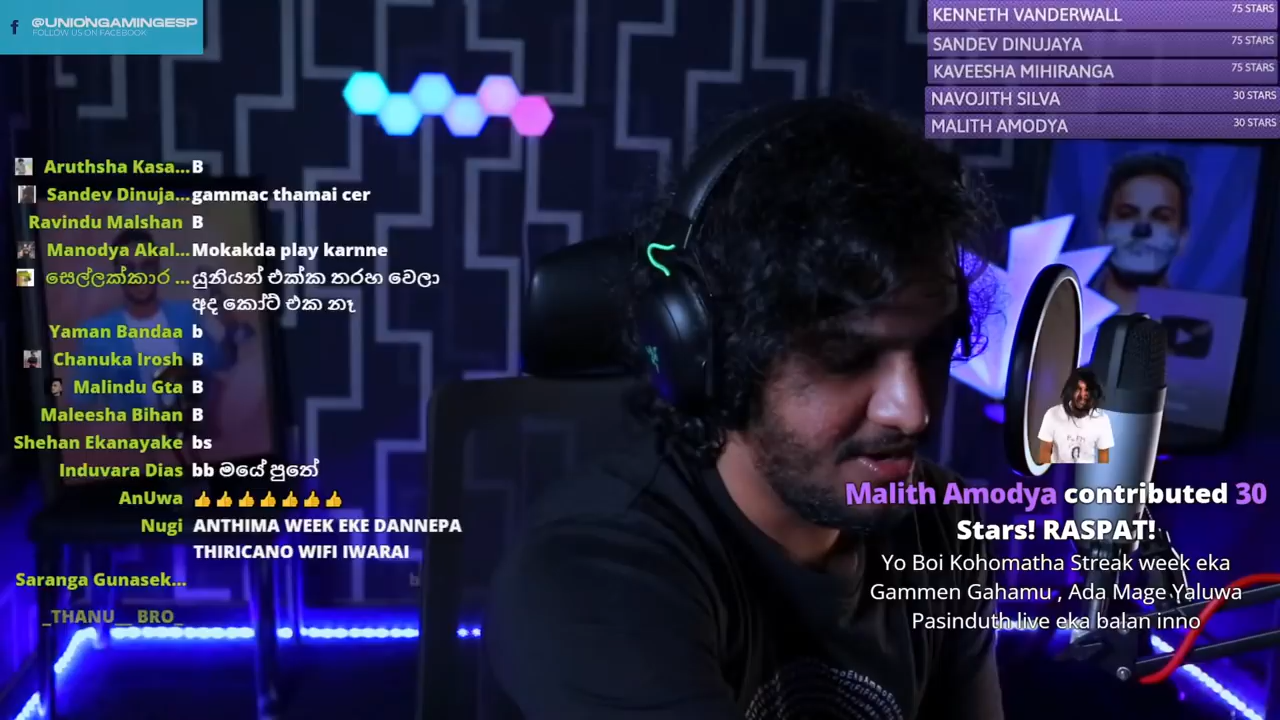 @UNIONGAMINGESP
FOLLOW US ON FACEBOOK
KENNETH VANDERWALL 75 STARS
SANDEV DINUJAYA 75 STARS
KAVEESHA MIHIRANGA 75 STARS
NAVOJITH SILVA 30 STARS
MALITH AMODYA 30 STARS
Aruthsha Kasa... B
Sandev Dinuja... gammac thamai cer
Ravindu Malshan B
Manodya Akal... Mokakda play karnne
සෙල්ලක්කාර ... යුනියන් එක්ක තරහ වෙලා
අද කෝට් එක නෑ
Yaman Bandaa b
Chanuka Irosh B
Malindu Gta B
Maleesha Bihan B
Shehan Ekanayake bs
Induvara Dias bb මයේ පුතේ
AnUwa 👍👍👍👍👍👍👍
Nugi ANTHIMA WEEK EKE DANNEPA
THIRICANO WIFI IWARAI
Saranga Gunasek... b
_THANU__ BRO_
Malith Amodya contributed 30
Stars! RASPAT!
Yo Boi Kohomatha Streak week eka
Gammen Gahamu , Ada Mage Yaluwa
Pasinduth live eka balan inno